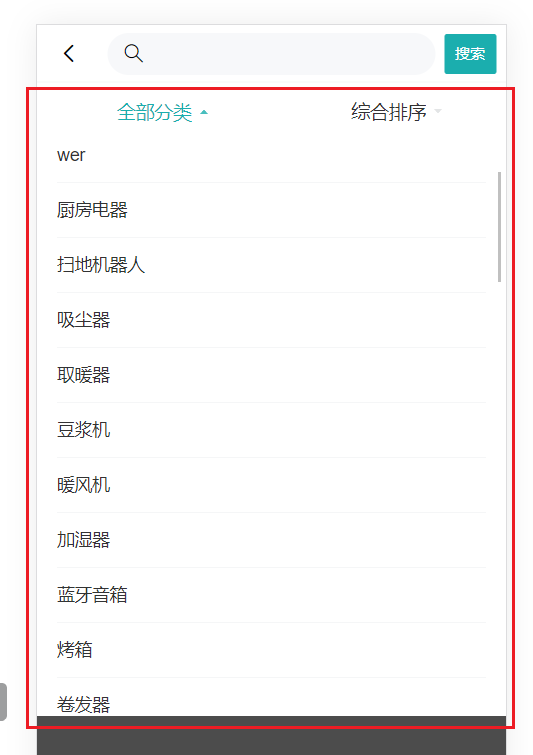 搜索
全部分类 综合排序
wer
厨房电器
扫地机器人
吸尘器
取暖器
豆浆机
暖风机
加湿器
蓝牙音箱
烤箱
卷发器